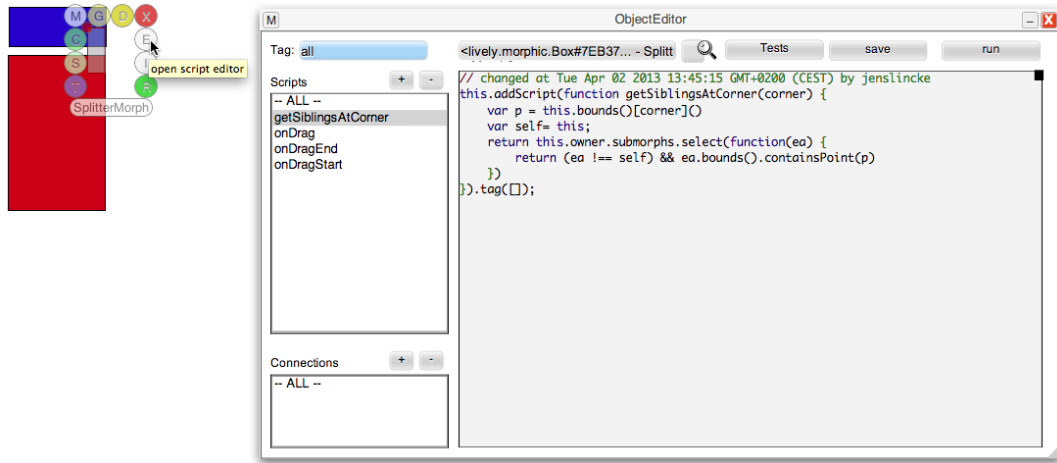 M G D X
C E
S I
R
open script editor
SplitterMorph
M ObjectEditor
Tag: all
<lively.morphic.Box#7EB37... - Splitt
Tests save run
Scripts + -
-- ALL --
getSiblingsAtCorner
onDrag
onDragEnd
onDragStart
Connections + -
-- ALL --
// changed at Tue Apr 02 2013 13:45:15 GMT+0200 (CEST) by jenslincke
this.addScript(function getSiblingsAtCorner(corner) {
    var p = this.bounds()[corner]()
    var self= this;
    return this.owner.submorphs.select(function(ea) {
        return (ea !== self) && ea.bounds().containsPoint(p)
    })
}).tag([]);